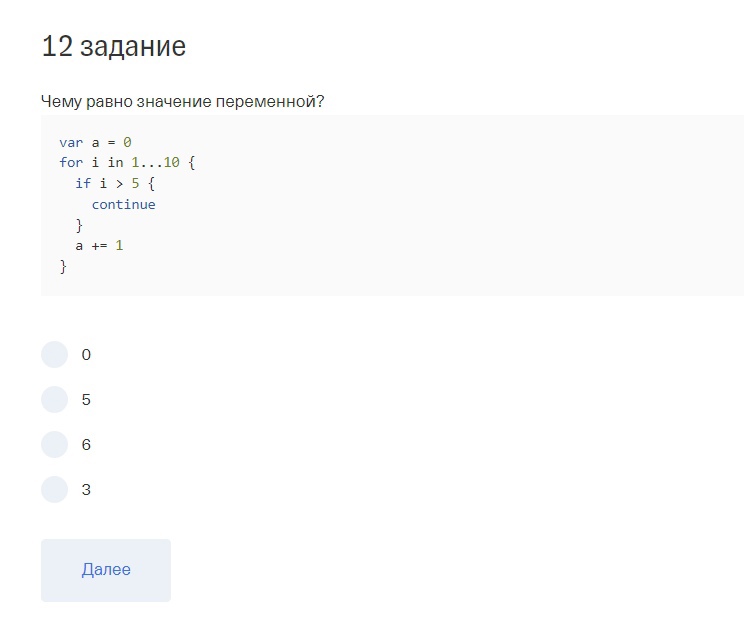 12 задание
Чему равно значение переменной?
var a = 0
for i in 1...10 {
  if i > 5 {
    continue
  }
  a += 1
}
0
5
6
3
Далее